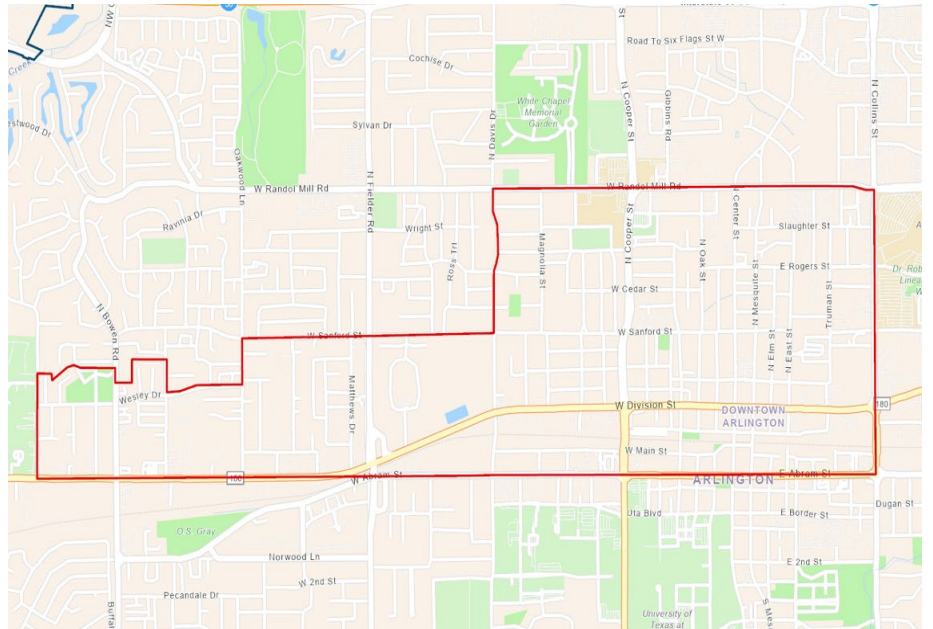 Road To Six Flags St W
Cochise Dr
Creek
White Chapel
Memorial
Garden
N Cooper St
Gibbins Rd
N Collins St
Sylvan Dr
N Davis Dr
Oakwood Ln
W Randol Mill Rd
W Randol Mill Rd
N Fielder Rd
Ravinia Dr
Wright St
Ross Trl
Magnolia St
N Cooper St
N Oak St
N Center St
Slaughter St
N Mesquite St
E Rogers St
Truman St
W Cedar St
N Bowen Rd
W Sanford St
W Sanford St
N Elm St
N East St
Wesley Dr
Matthews Dr
W Division St
180
DOWNTOWN
ARLINGTON
W Main St
W Abram St
E Abram St
ARLINGTON
Dugan St
Uta Blvd
E Border St
O.S. Gray
Norwood Ln
E 2nd St
W 2nd St
Pecandale Dr
University of
Texas at